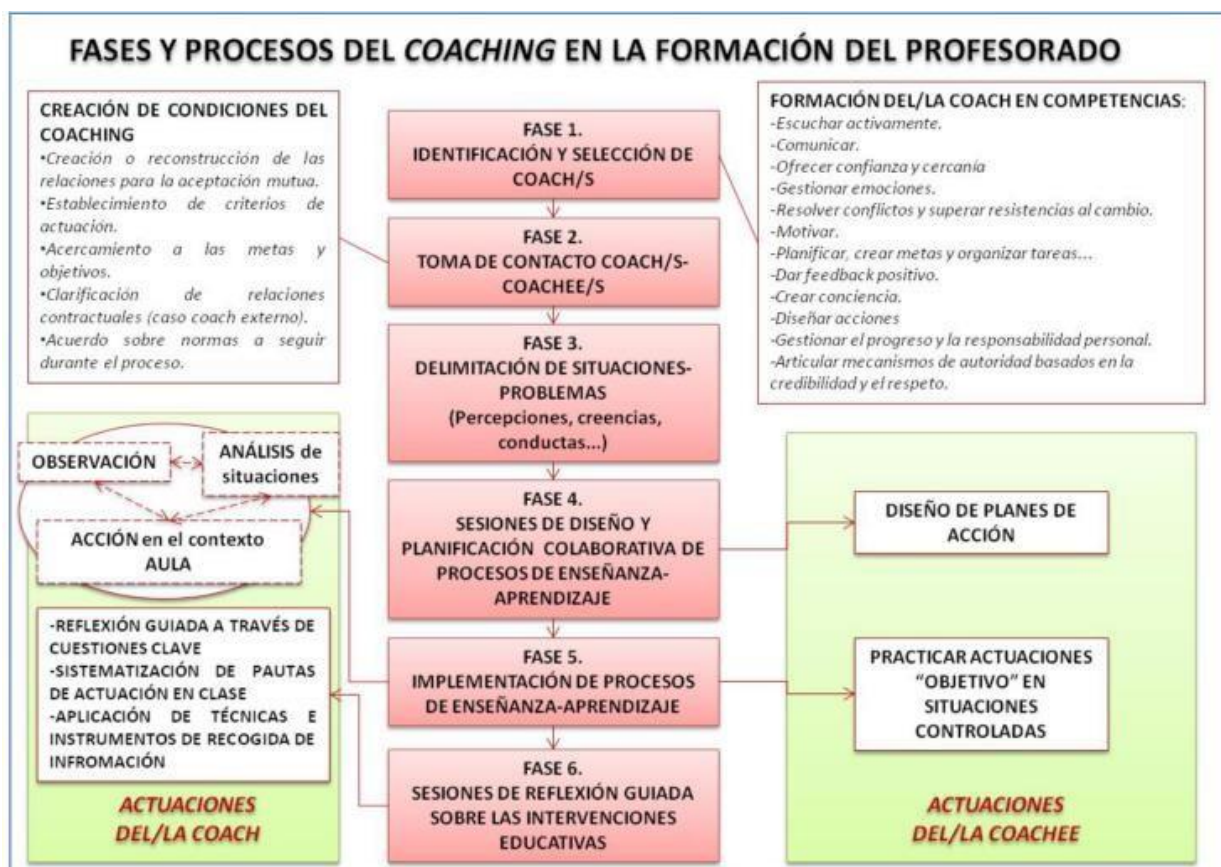 FASES Y PROCESOS DEL COACHING EN LA FORMACIÓN DEL PROFESORADO
CREACIÓN DE CONDICIONES DEL
COACHING
•Creación o reconstrucción de las
relaciones para la aceptación mutua.
•Establecimiento de criterios de
actuación.
•Acercamiento a las metas y
objetivos.
•Clarificación de relaciones
contractuales (caso coach externo).
•Acuerdo sobre normas a seguir
durante el proceso.
FASE 1.
IDENTIFICACIÓN Y SELECCIÓN DE
COACH/S
FASE 2.
TOMA DE CONTACTO COACH/S-
COACHEE/S
FASE 3.
DELIMITACIÓN DE SITUACIONES-
PROBLEMAS
(Percepciones, creencias,
conductas...)
FASE 4.
SESIONES DE DISEÑO Y
PLANIFICACIÓN COLABORATIVA DE
PROCESOS DE ENSEÑANZA-
APRENDIZAJE
FASE 5.
IMPLEMENTACIÓN DE PROCESOS
DE ENSEÑANZA-APRENDIZAJE
FASE 6.
SESIONES DE REFLEXIÓN GUIADA
SOBRE LAS INTERVENCIONES
EDUCATIVAS
FORMACIÓN DEL/LA COACH EN COMPETENCIAS:
-Escuchar activamente.
-Comunicar.
-Ofrecer confianza y cercanía
-Gestionar emociones.
-Resolver conflictos y superar resistencias al cambio.
-Motivar.
-Planificar, crear metas y organizar tareas...
-Dar feedback positivo.
-Crear conciencia.
-Diseñar acciones
-Gestionar el progreso y la responsabilidad personal.
-Articular mecanismos de autoridad basados en la
credibilidad y el respeto.
OBSERVACIÓN
ANÁLISIS de
situaciones
ACCIÓN en el contexto
AULA
-REFLEXIÓN GUIADA A TRAVÉS DE
CUESTIONES CLAVE
-SISTEMATIZACIÓN DE PAUTAS
DE ACTUACIÓN EN CLASE
-APLICACIÓN DE TÉCNICAS E
INSTRUMENTOS DE RECOGIDA DE
INFROMACIÓN
ACTUACIONES
DEL/LA COACH
DISEÑO DE PLANES DE
ACCIÓN
PRACTICAR ACTUACIONES
“OBJETIVO” EN
SITUACIONES
CONTROLADAS
ACTUACIONES
DEL/LA COACHEE